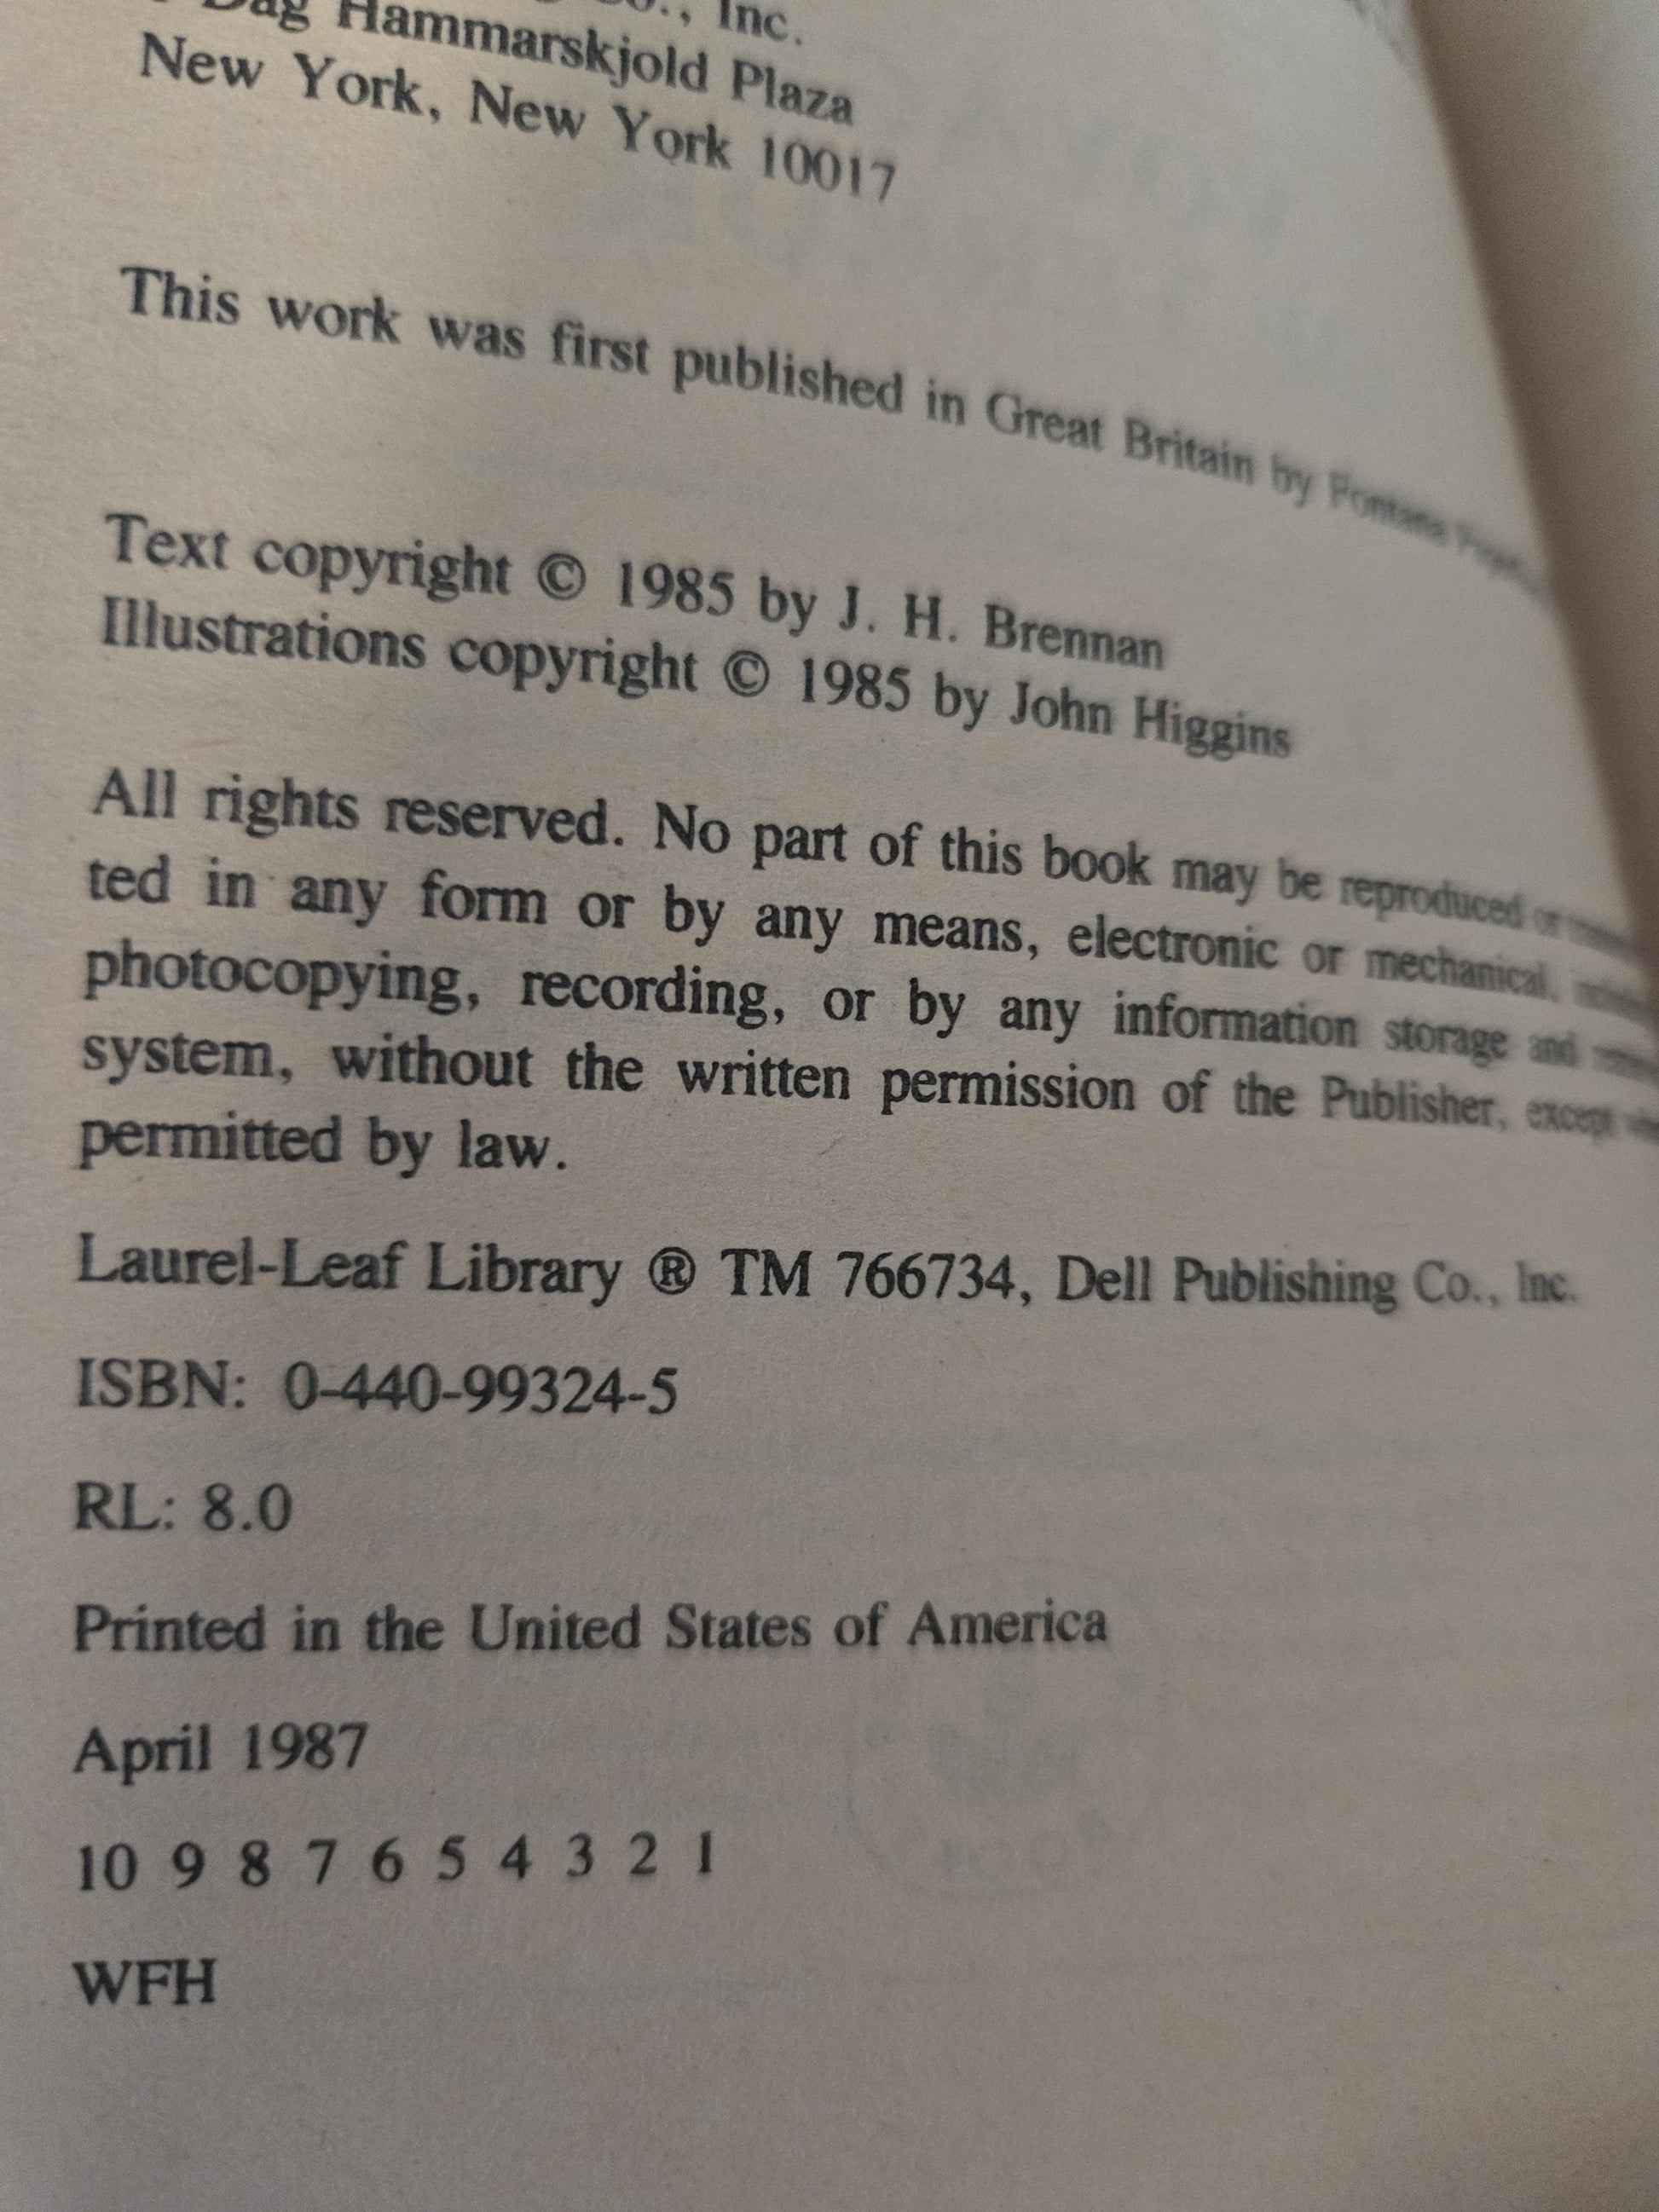 Inc.
Dag Hammarskjold Plaza
New York, New York 10017
This work was first published in Great Britain by Fontana
Text copyright © 1985 by J. H. Brennan
Illustrations copyright © 1985 by John Higgins
All rights reserved. No part of this book may be reproduced or
ted in any form or by any means, electronic or mechanical,
photocopying, recording, or by any information storage and
system, without the written permission of the Publisher, except
permitted by law.
Laurel-Leaf Library ® TM 766734, Dell Publishing Co., Inc.
ISBN: 0-440-99324-5
RL: 8.0
Printed in the United States of America
April 1987
10 9 8 7 6 5 4 3 2 1
WFH